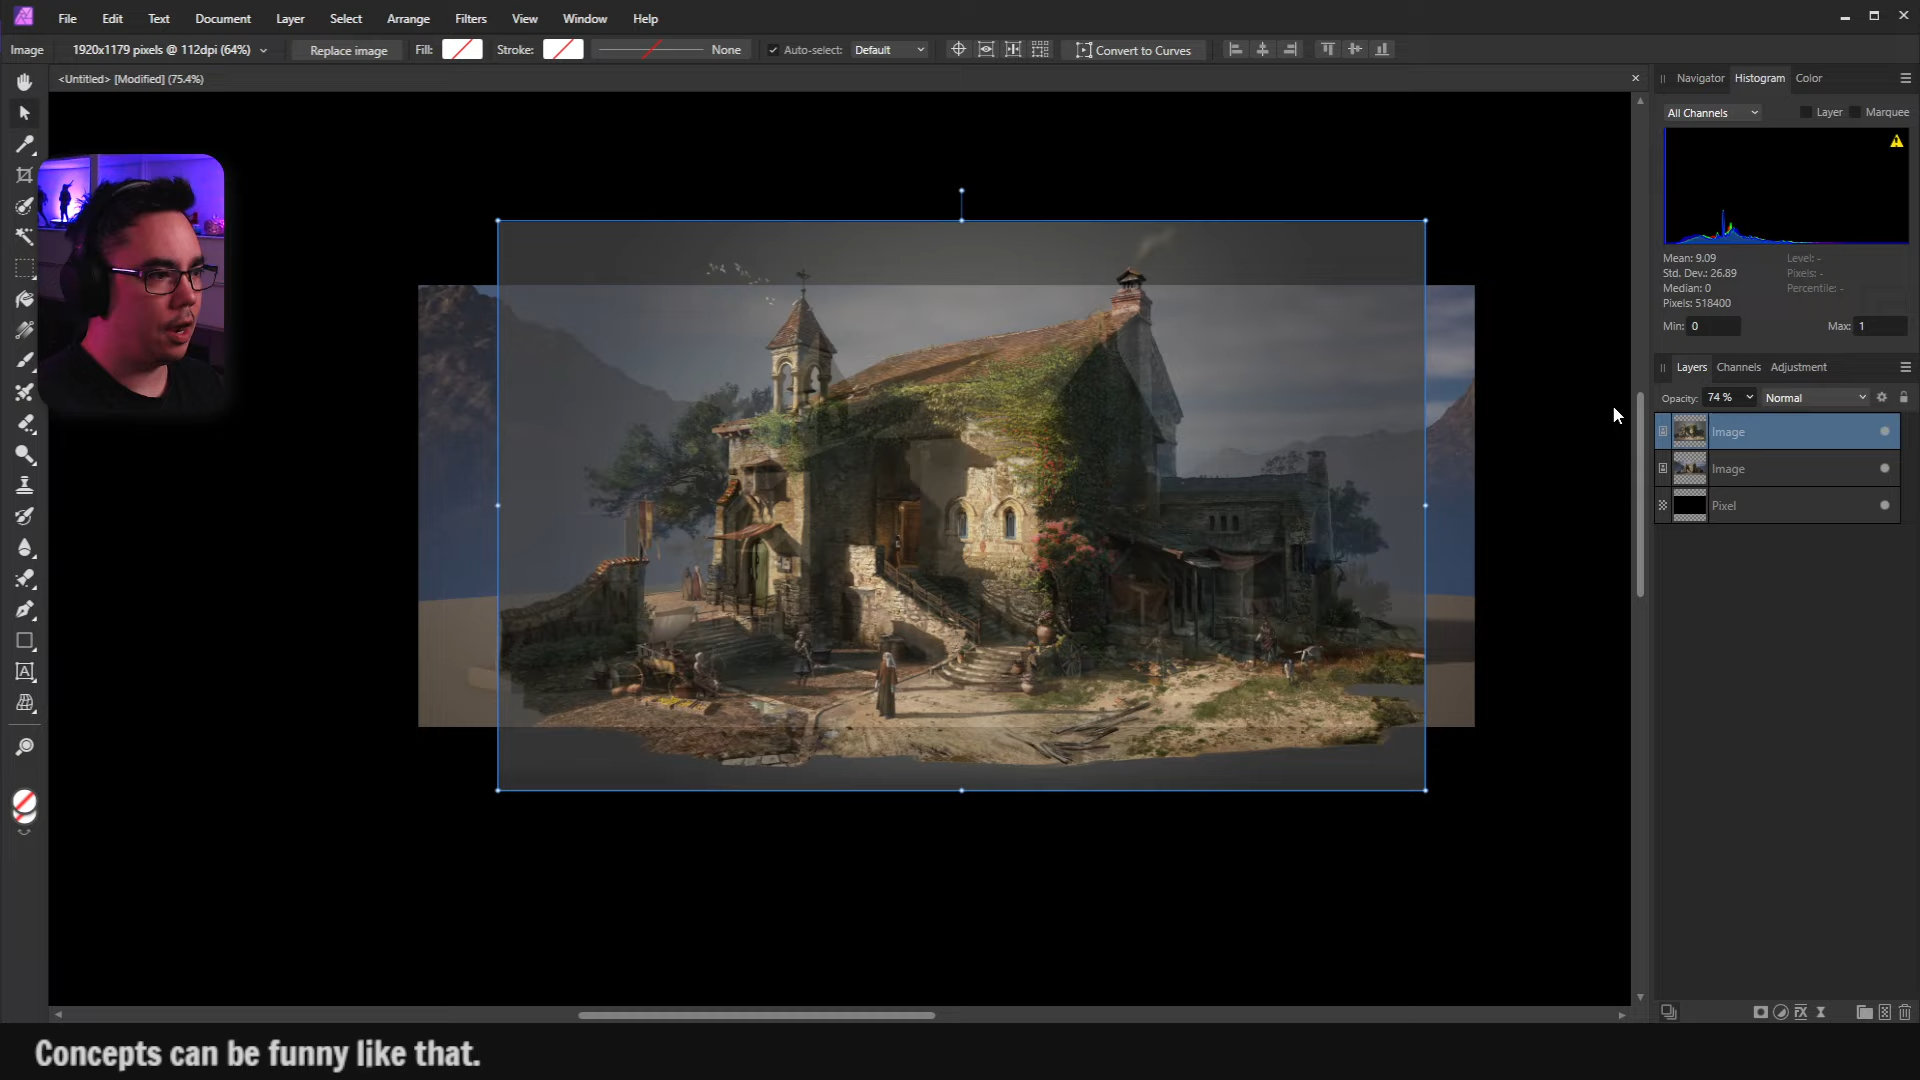 File Edit Text Document Layer Select Arrange Filters View Window Help
Image 1920x1179 pixels @ 112dpi (64%) Replace image Fill: Stroke: None Auto-select: Default Convert to Curves
<Untitled> [Modified] (75.4%)
Navigator Histogram Color
All Channels Layer Marquee
Mean: 9.09 Level: -
Std. Dev.: 26.89 Pixels: -
Median: 0 Percentile: -
Pixels: 518400
Min: 0 Max: 1
Layers Channels Adjustment
Opacity: 74 % Normal
Image
Image
Pixel
Concepts can be funny like that.